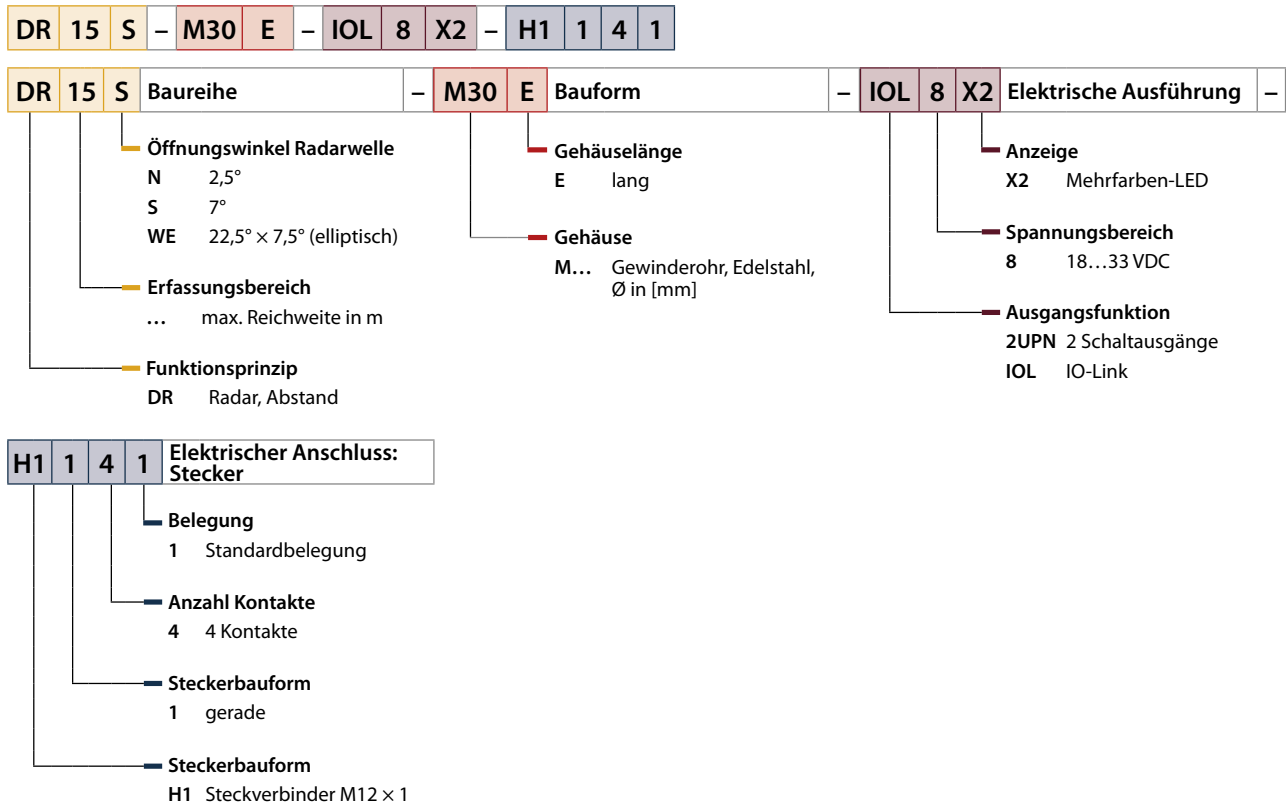 DR 15 S – M30 E – IOL 8 X2 – H1 1 4 1
DR 15 S Baureihe – M30 E Bauform – IOL 8 X2 Elektrische Ausführung –
Öffnungswinkel Radarwelle
N 2,5°
S 7°
WE 22,5° × 7,5° (elliptisch)
Erfassungsbereich
… max. Reichweite in m
Funktionsprinzip
DR Radar, Abstand
Gehäuselänge
E lang
Gehäuse
M… Gewinderohr, Edelstahl,
Ø in [mm]
Anzeige
X2 Mehrfarben-LED
Spannungsbereich
8 18…33 VDC
Ausgangsfunktion
2UPN 2 Schaltausgänge
IOL IO-Link
H1 1 4 1 Elektrischer Anschluss:
Stecker
Belegung
1 Standardbelegung
Anzahl Kontakte
4 4 Kontakte
Steckerbauform
1 gerade
Steckerbauform
H1 Steckverbinder M12 × 1